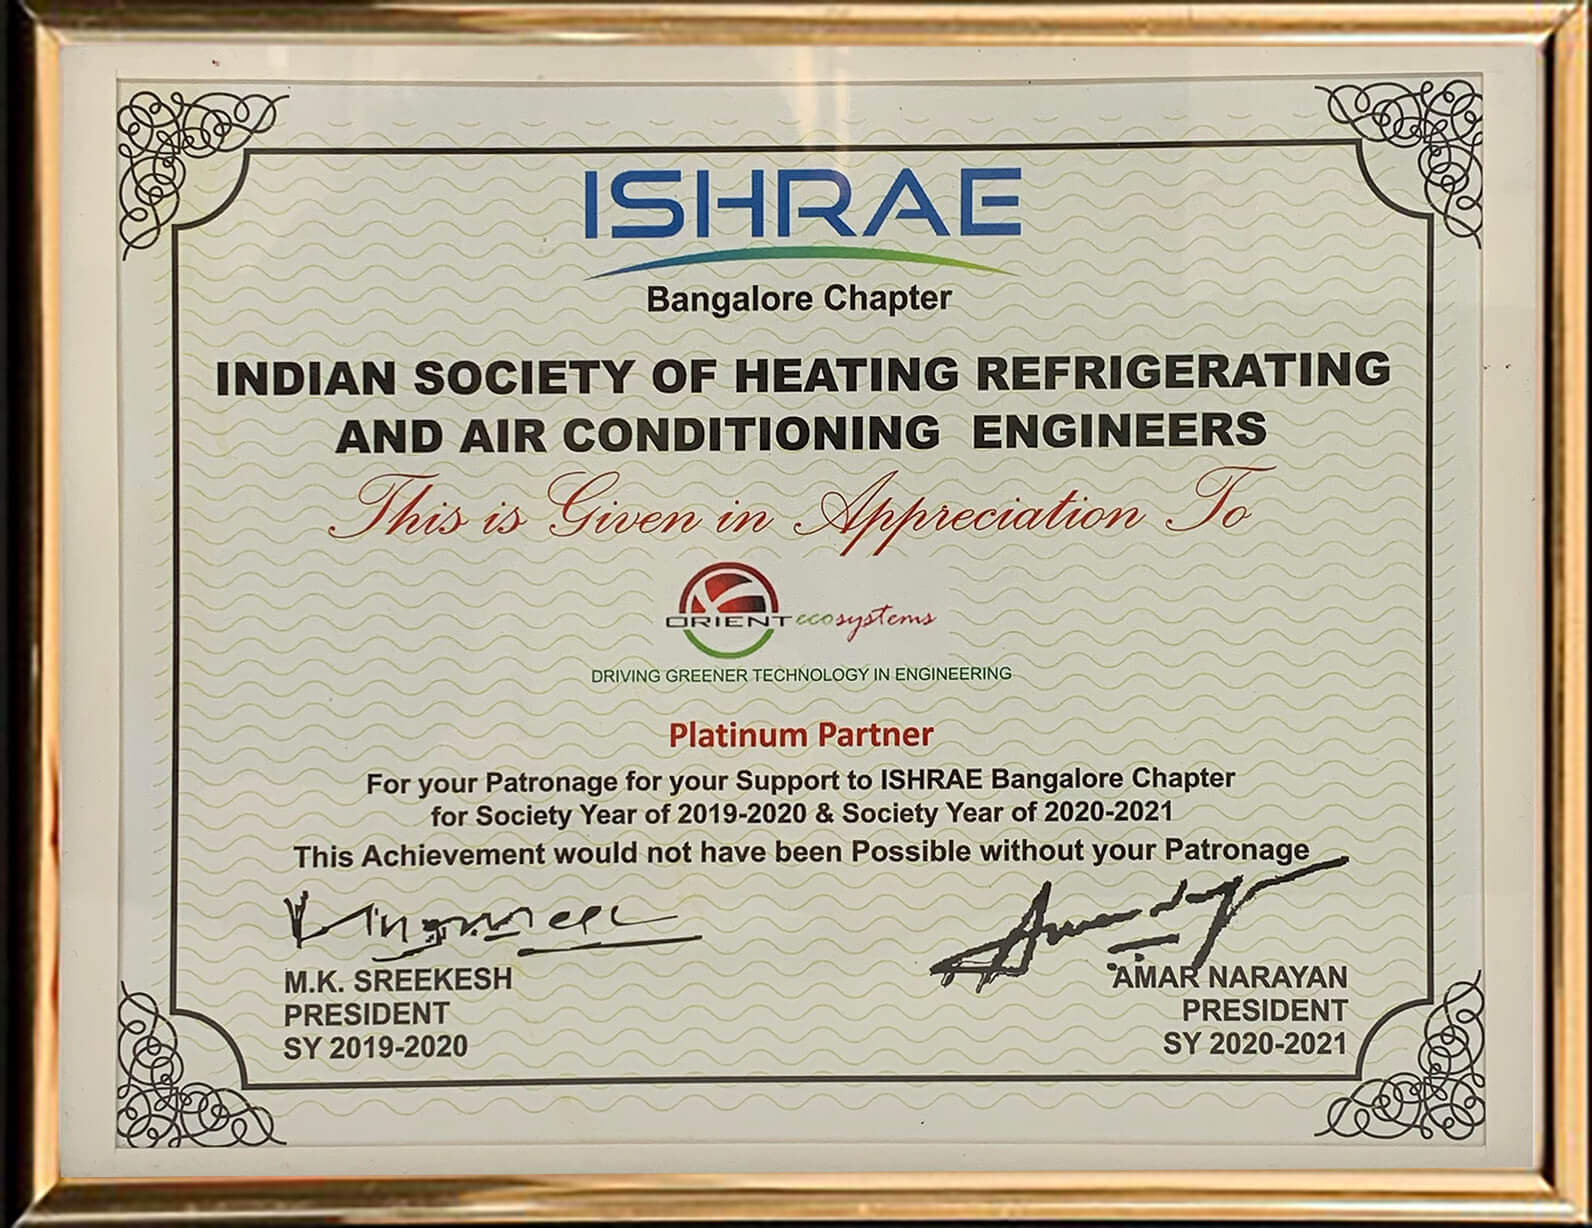 ISHRAE
Bangalore Chapter
INDIAN SOCIETY OF HEATING REFRIGERATING
AND AIR CONDITIONING ENGINEERS
This is Given in Appreciation To
ORIENT ecosystems
DRIVING GREENER TECHNOLOGY IN ENGINEERING
Platinum Partner
For your Patronage for your Support to ISHRAE Bangalore Chapter
for Society Year of 2019-2020 & Society Year of 2020-2021
This Achievement would not have been Possible without your Patronage
M.K. SREEKESH
PRESIDENT
SY 2019-2020
AMAR NARAYAN
PRESIDENT
SY 2020-2021